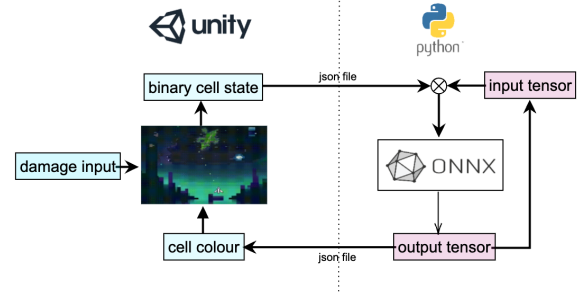 unity
python
json file
binary cell state
input tensor
damage input
ONNX
cell colour
output tensor
json file